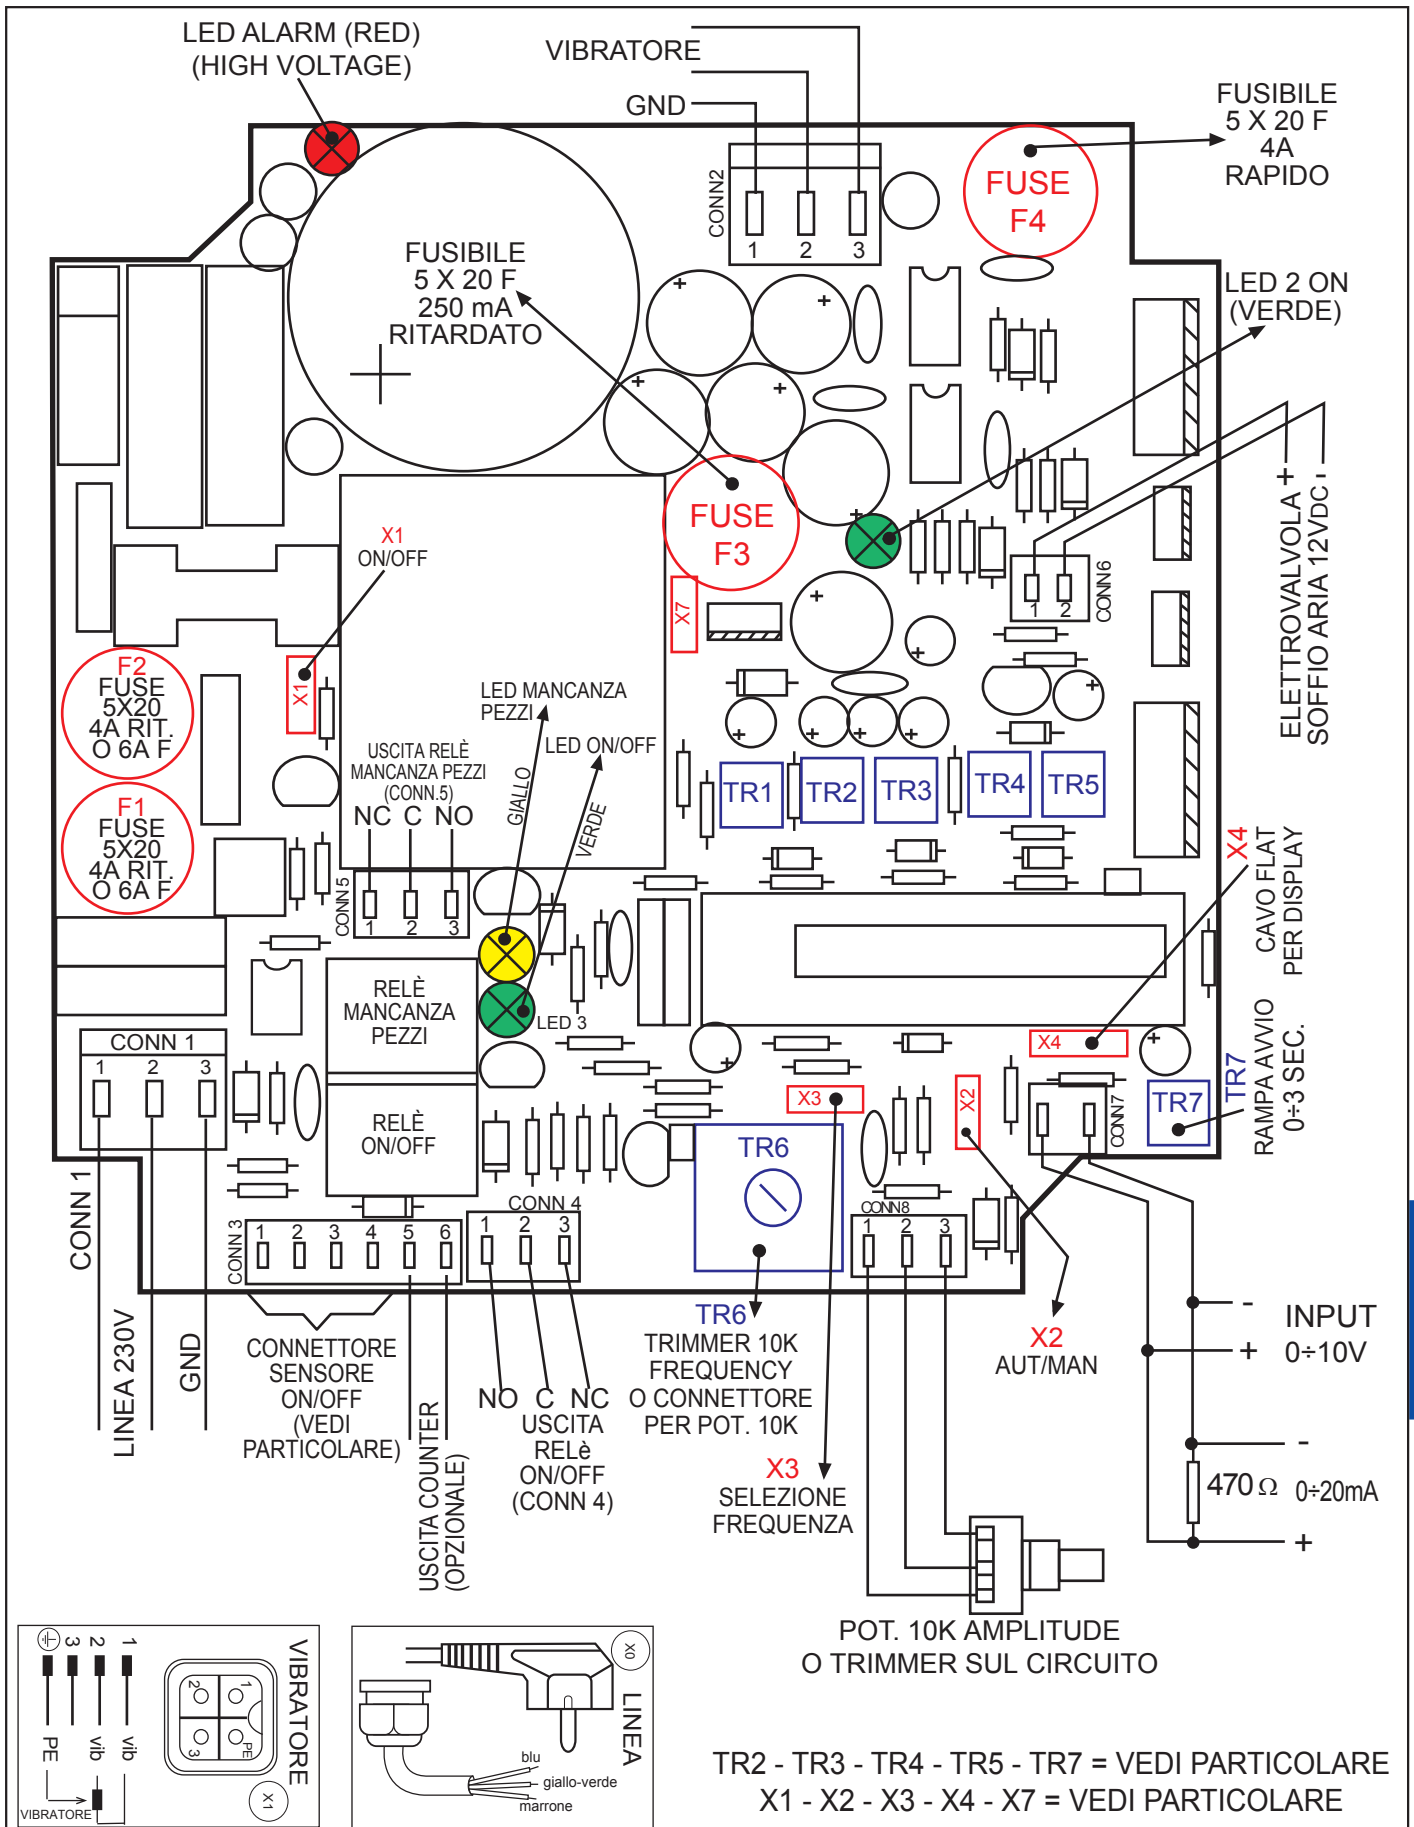 LED ALARM (RED)
(HIGH VOLTAGE)
VIBRATORE
GND
FUSIBILE
5 X 20 F
4A
RAPIDO
CONN2
1 2 3
FUSE
F4
FUSIBILE
5 X 20 F
250 mA
RITARDATO
LED 2 ON
(VERDE)
FUSE
F3
ELETTROVALVOLA + -
SOFFIO ARIA 12VDC
X1
ON/OFF
X7
1 2
CONN6
F2
FUSE
5X20
4A RIT.
O 6A F
X1
LED MANCANZA
PEZZI
LED ON/OFF
GIALLO
VERDE
USCITA RELÈ
MANCANZA PEZZI
(CONN.5)
NC C NO
TR1 TR2 TR3 TR4 TR5
F1
FUSE
5X20
4A RIT.
O 6A F
CONN 5
1 2 3
X4
CAVO FLAT
PER DISPLAY
RELÈ
MANCANZA
PEZZI
LED 3
CONN 1
1 2 3
RELÈ
ON/OFF
X3
X2
X4
CONN7
TR7
TR7
RAMPA AVVIO
0÷3 SEC.
TR6
CONN 3
1 2 3 4 5 6
CONN 4
1 2 3
CONN8
1 2 3
CONN 1
LINEA 230V
GND
CONNETTORE
SENSORE
ON/OFF
(VEDI
PARTICOLARE)
USCITA COUNTER
(OPZIONALE)
NO C NC
USCITA
RELè
ON/OFF
(CONN 4)
TR6
TRIMMER 10K
FREQUENCY
O CONNETTORE
PER POT. 10K
X3
SELEZIONE
FREQUENZA
X2
AUT/MAN
- INPUT
+ 0÷10V
-
470 Ω 0÷20mA
+
POT. 10K AMPLITUDE
O TRIMMER SUL CIRCUITO
VIBRATORE
1 2 3
vib vib PE
VIBRATORE
1 2 3 PE
X1
X0
LINEA
blu
giallo-verde
marrone
TR2 - TR3 - TR4 - TR5 - TR7 = VEDI PARTICOLARE
X1 - X2 - X3 - X4 - X7 = VEDI PARTICOLARE